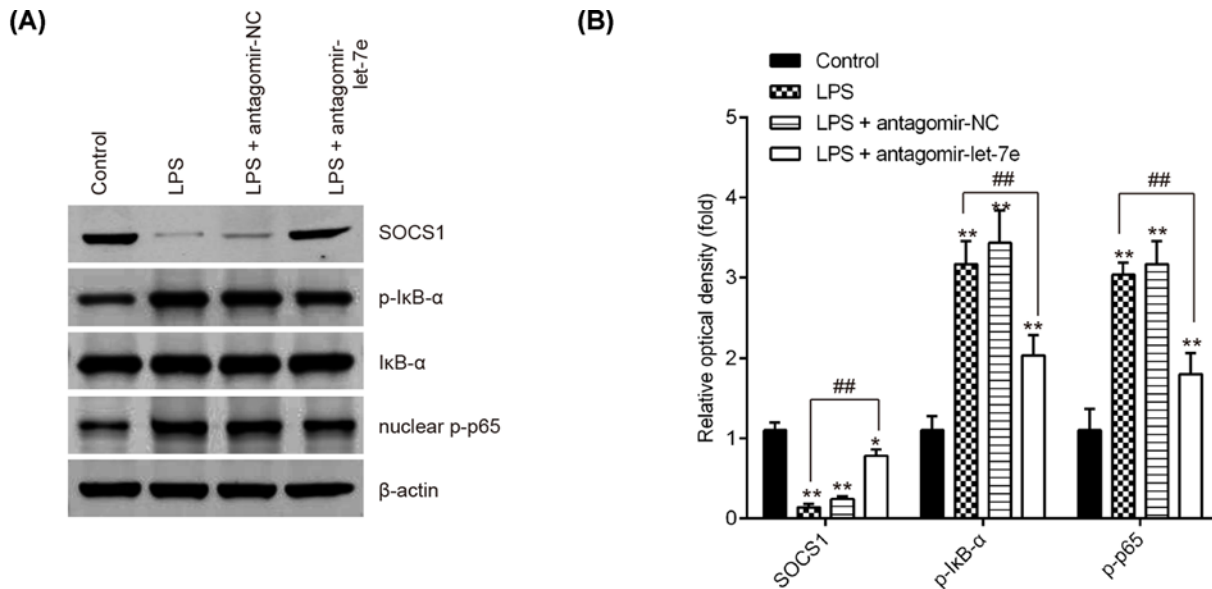 (A)
Control
LPS
LPS + antagomir-NC
LPS + antagomir-
let-7e
SOCS1
p-IκB-α
IκB-α
nuclear p-p65
β-actin
(B)
Control
LPS
LPS + antagomir-NC
LPS + antagomir-let-7e
Relative optical density (fold)
5
4
3
2
1
0
##
**
**
*
##
**
**
**
##
**
**
**
SOCS1
p-IκB-α
p-p65